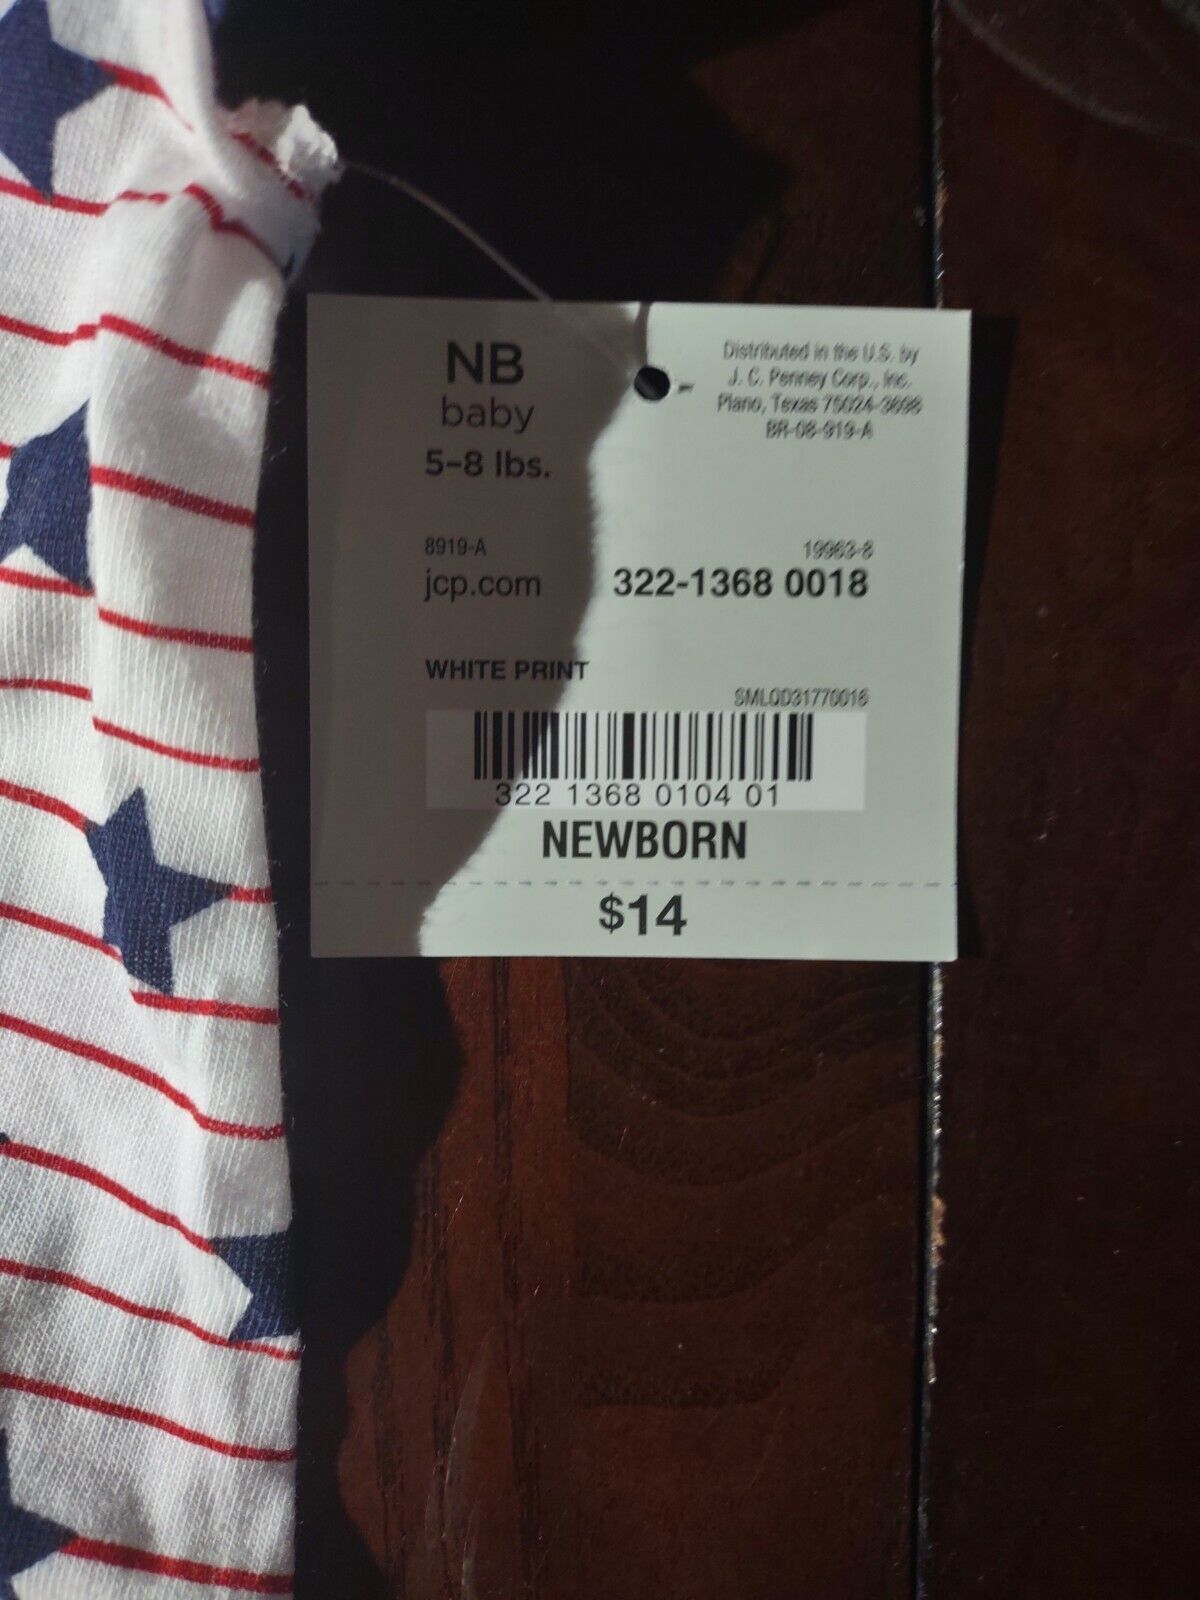 NB
baby
5-8 lbs.
Distributed in the U.S. by
J. C. Penney Corp., Inc.
Plano, Texas 75024-3698
BR-08-919-A
8919-A
19963-8
jcp.com
322-1368 0018
WHITE PRINT
SMLQD31770016
322 1368 0104 01
NEWBORN
$14